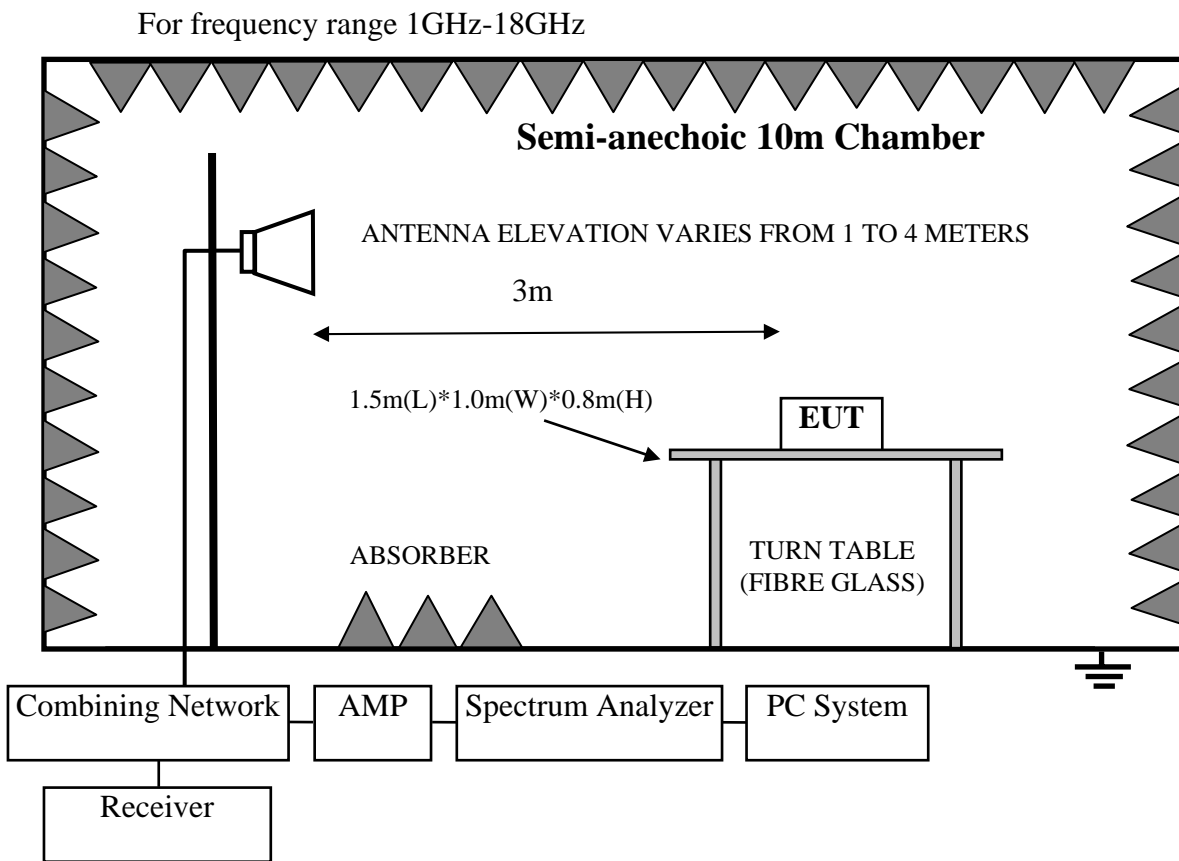 For frequency range 1GHz-18GHz
Semi-anechoic 10m Chamber
ANTENNA ELEVATION VARIES FROM 1 TO 4 METERS
3m
1.5m(L)*1.0m(W)*0.8m(H)
EUT
ABSORBER
TURN TABLE
(FIBRE GLASS)
Combining Network
AMP
Spectrum Analyzer
PC System
Receiver